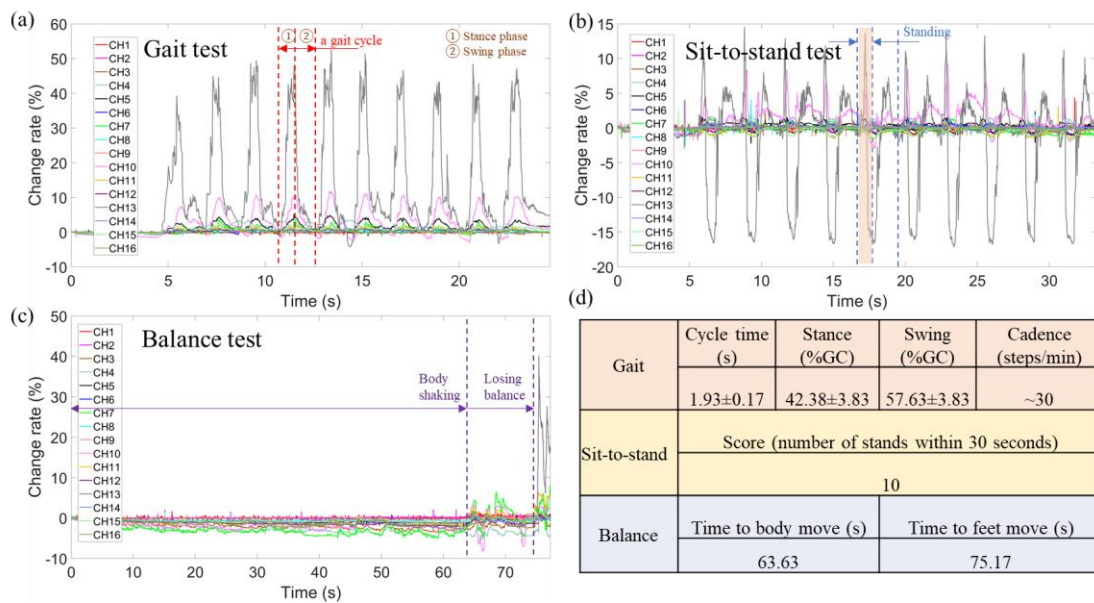 (a)
Gait test
① ②
a gait cycle
① Stance phase
② Swing phase
CH1
CH2
CH3
CH4
CH5
CH6
CH7
CH8
CH9
CH10
CH11
CH12
CH13
CH14
CH15
CH16
60
50
40
30
20
10
0
-10
Change rate (%)
0 5 10 15 20
Time (s)
(b)
Sit-to-stand test
Standing
CH1
CH2
CH3
CH4
CH5
CH6
CH7
CH8
CH9
CH10
CH11
CH12
CH13
CH14
CH15
CH16
15
10
5
0
-5
-10
-15
20
Change rate (%)
0 5 10 15 20 25 30
Time (s)
(c)
Balance test
Body
shaking
Losing
balance
CH1
CH2
CH3
CH4
CH5
CH6
CH7
CH8
CH9
CH10
CH11
CH12
CH13
CH14
CH15
CH16
50
40
30
20
10
0
-10
Change rate (%)
0 10 20 30 40 50 60 70
Time (s)
(d)
Gait
Cycle time (s)
Stance (%GC)
Swing (%GC)
Cadence (steps/min)
1.93±0.17 42.38±3.83 57.63±3.83 ~30
Sit-to-stand
Score (number of stands within 30 seconds)
10
Balance
Time to body move (s) Time to feet move (s)
63.63 75.17